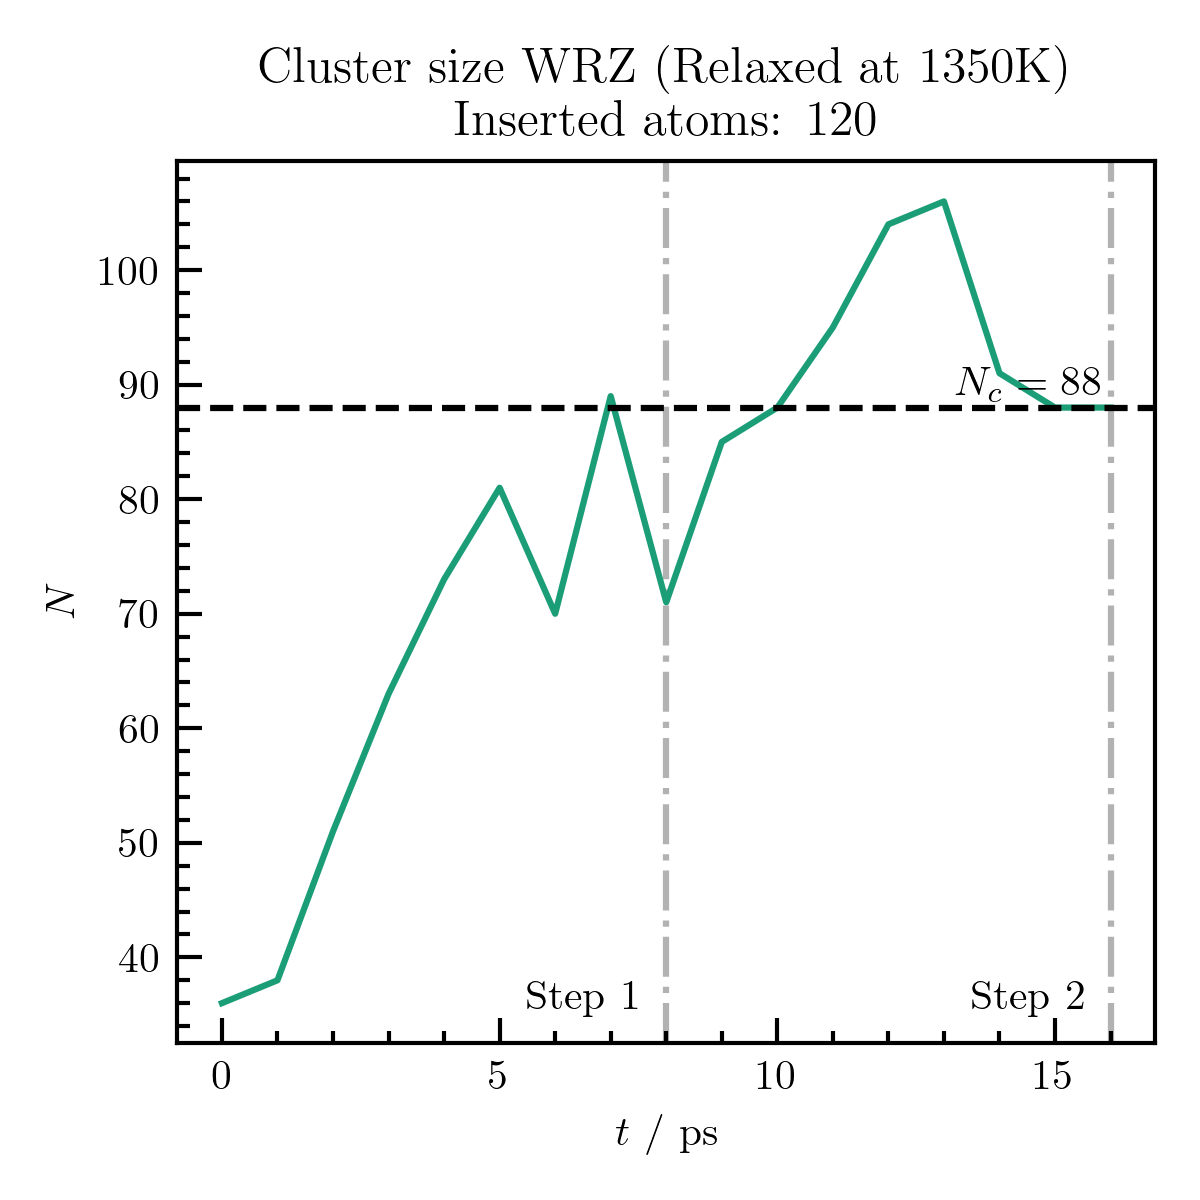 Cluster size WRZ (Relaxed at 1350K)
Inserted atoms: 120
100
90
80
70
60
50
40
N
N_c = 88
Step 1
Step 2
0
5
10
15
t / ps